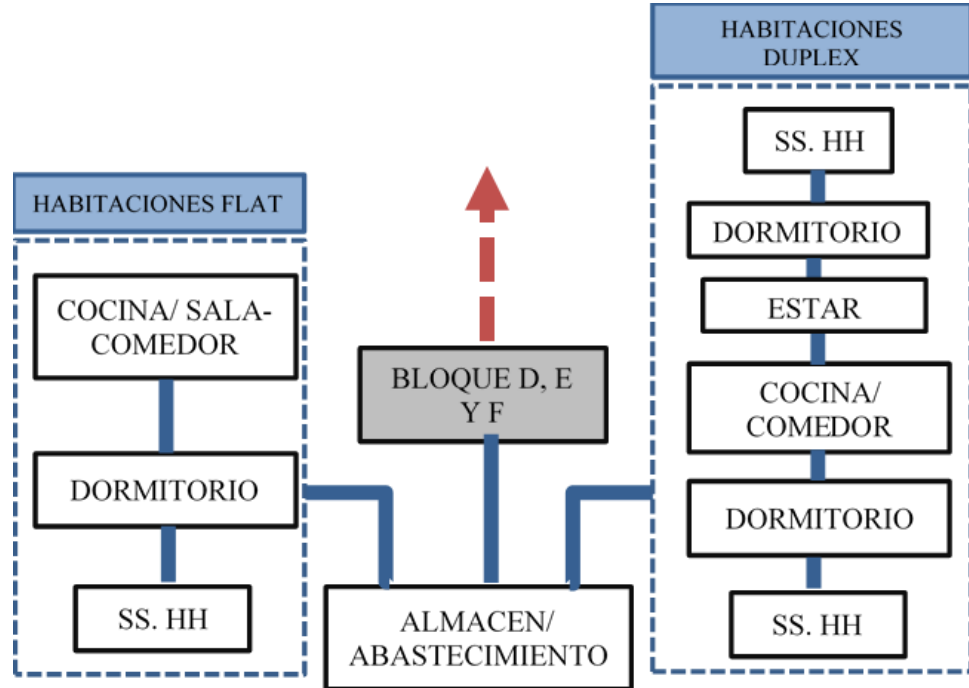 HABITACIONES FLAT
COCINA/ SALA-
COMEDOR
DORMITORIO
SS. HH
BLOQUE D, E
Y F
ALMACEN/
ABASTECIMIENTO
HABITACIONES
DUPLEX
SS. HH
DORMITORIO
ESTAR
COCINA/
COMEDOR
DORMITORIO
SS. HH